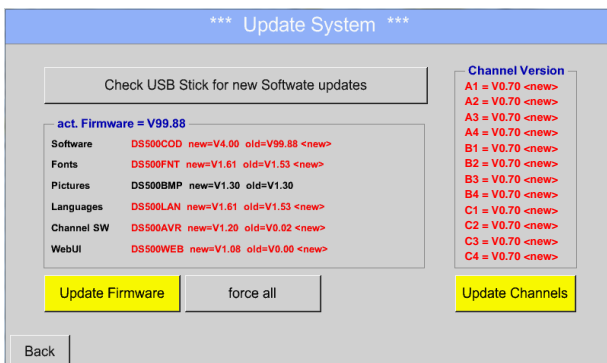 *** Update System ***
Check USB Stick for new Softwate updates
act. Firmware = V99.88
Software DS500COD new=V4.00 old=V99.88 <new>
Fonts DS500FNT new=V1.61 old=V1.53 <new>
Pictures DS500BMP new=V1.30 old=V1.30
Languages DS500LAN new=V1.61 old=V1.53 <new>
Channel SW DS500AVR new=V1.20 old=V0.02 <new>
WebUI DS500WEB new=V1.08 old=V0.00 <new>
Channel Version
A1 = V0.70 <new>
A2 = V0.70 <new>
A3 = V0.70 <new>
A4 = V0.70 <new>
B1 = V0.70 <new>
B2 = V0.70 <new>
B3 = V0.70 <new>
B4 = V0.70 <new>
C1 = V0.70 <new>
C2 = V0.70 <new>
C3 = V0.70 <new>
C4 = V0.70 <new>
Update Firmware
force all
Update Channels
Back